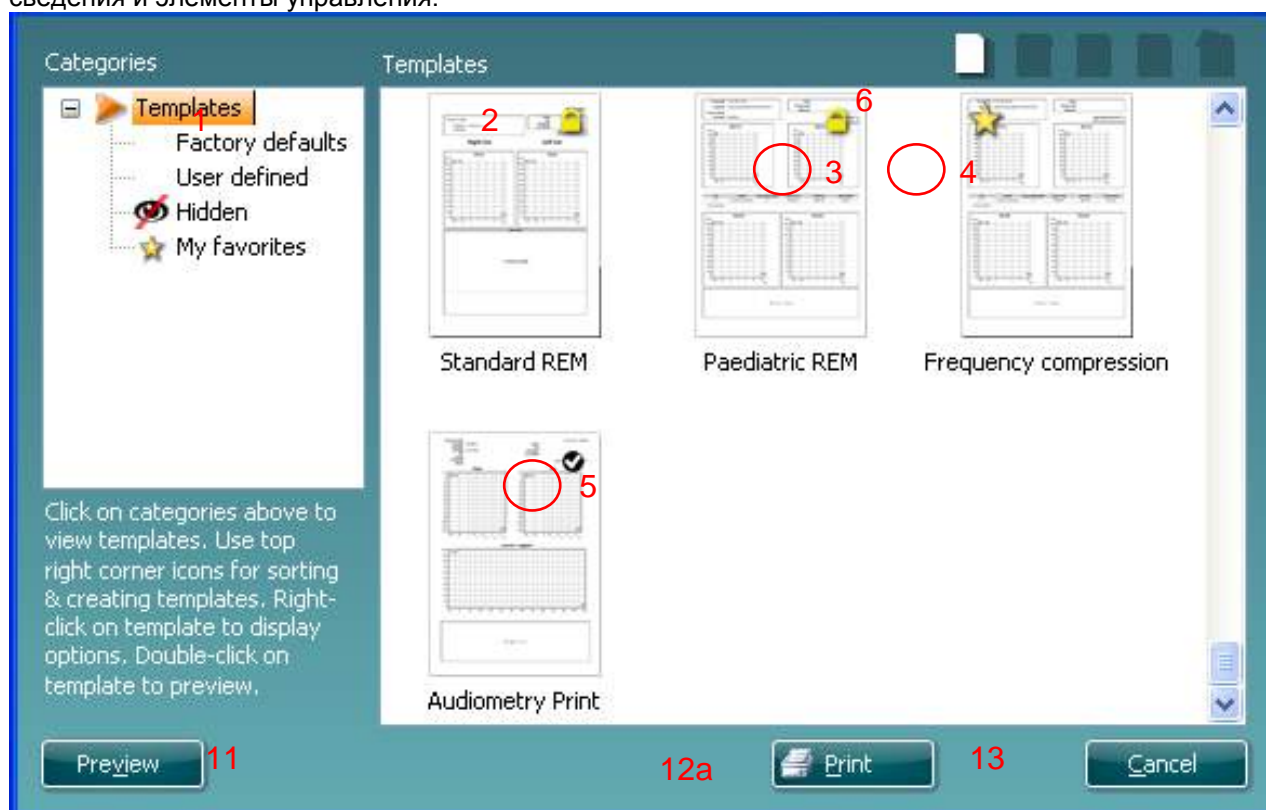 сведения и элементы управления.
Categories
Templates
6
Templates
1
Factory defaults
User defined
Hidden
My favorites
2
3
4
Standard REM
Paediatric REM
Frequency compression
5
Audiometry Print
Click on categories above to
view templates. Use top
right corner icons for sorting
& creating templates. Right-
click on template to display
options. Double-click on
template to preview.
Preview
11
12a
Print
13
Cancel